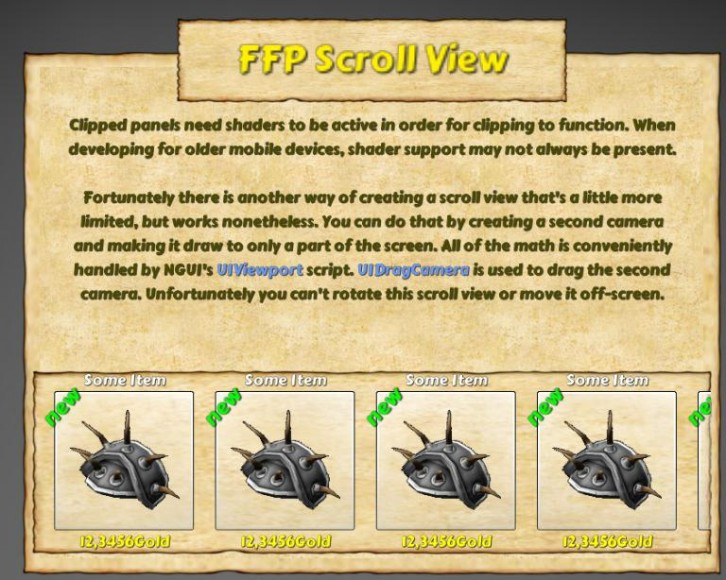 FFP Scroll View
Clipped panels need shaders to be active in order for clipping to function. When
developing for older mobile devices, shader support may not always be present.
Fortunately there is another way of creating a scroll view that's a little more
limited, but works nonetheless. You can do that by creating a second camera
and making it draw to only a part of the screen. All of the math is conveniently
handled by NGUI's UIViewport script. UIDragCamera is used to drag the second
camera. Unfortunately you can't rotate this scroll view or move it off-screen.
Some Item Some Item Some Item Some Item
new new new new ne
12,3456Gold 12,3456Gold 12,3456Gold 12,3456Gold